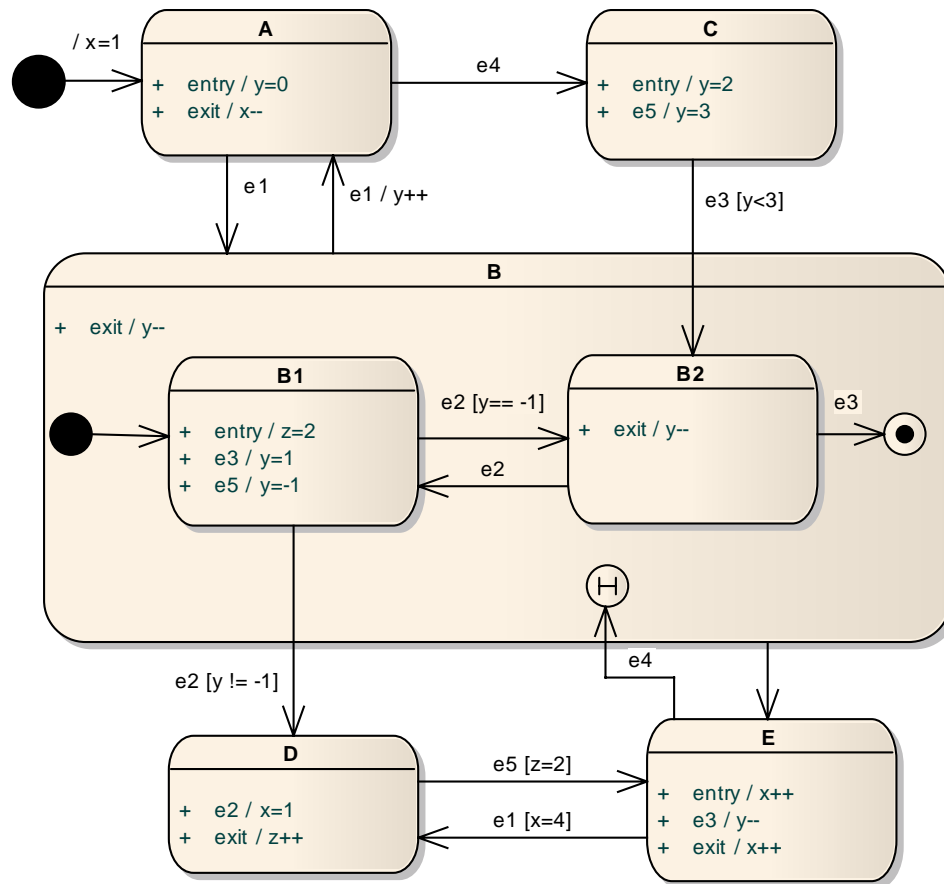 / x=1
A
+ entry / y=0
+ exit / x--
e4
C
+ entry / y=2
+ e5 / y=3
e1
e1 / y++
e3 [y<3]
B
+ exit / y--
B1
+ entry / z=2
+ e3 / y=1
+ e5 / y=-1
e2 [y== -1]
e2
B2
+ exit / y--
e3
H
e4
e2 [y != -1]
D
+ e2 / x=1
+ exit / z++
e5 [z=2]
e1 [x=4]
E
+ entry / x++
+ e3 / y--
+ exit / x++